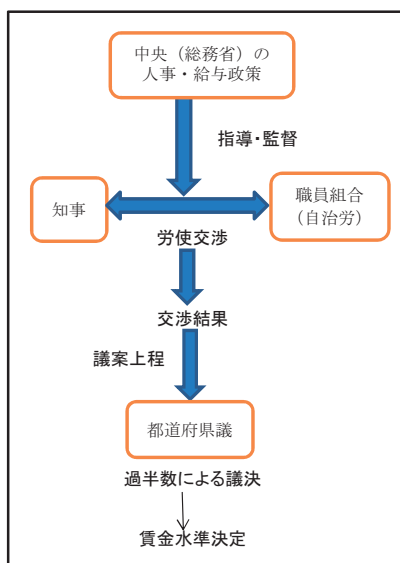 中央（総務省）の
人事・給与政策
指導・監督
知事
職員組合
（自治労）
労使交渉
交渉結果
議案上程
都道府県議
過半数による議決
賃金水準決定